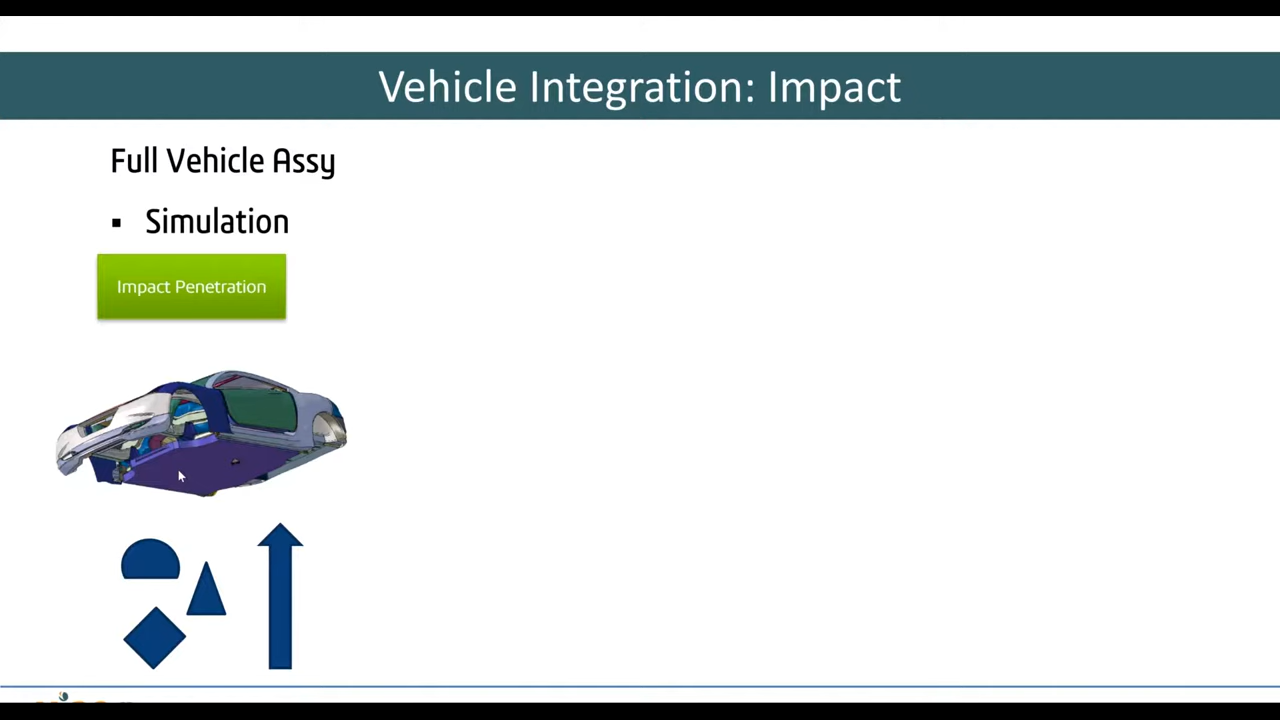 Vehicle Integration: Impact
Full Vehicle Assy
▪ Simulation
Impact Penetration